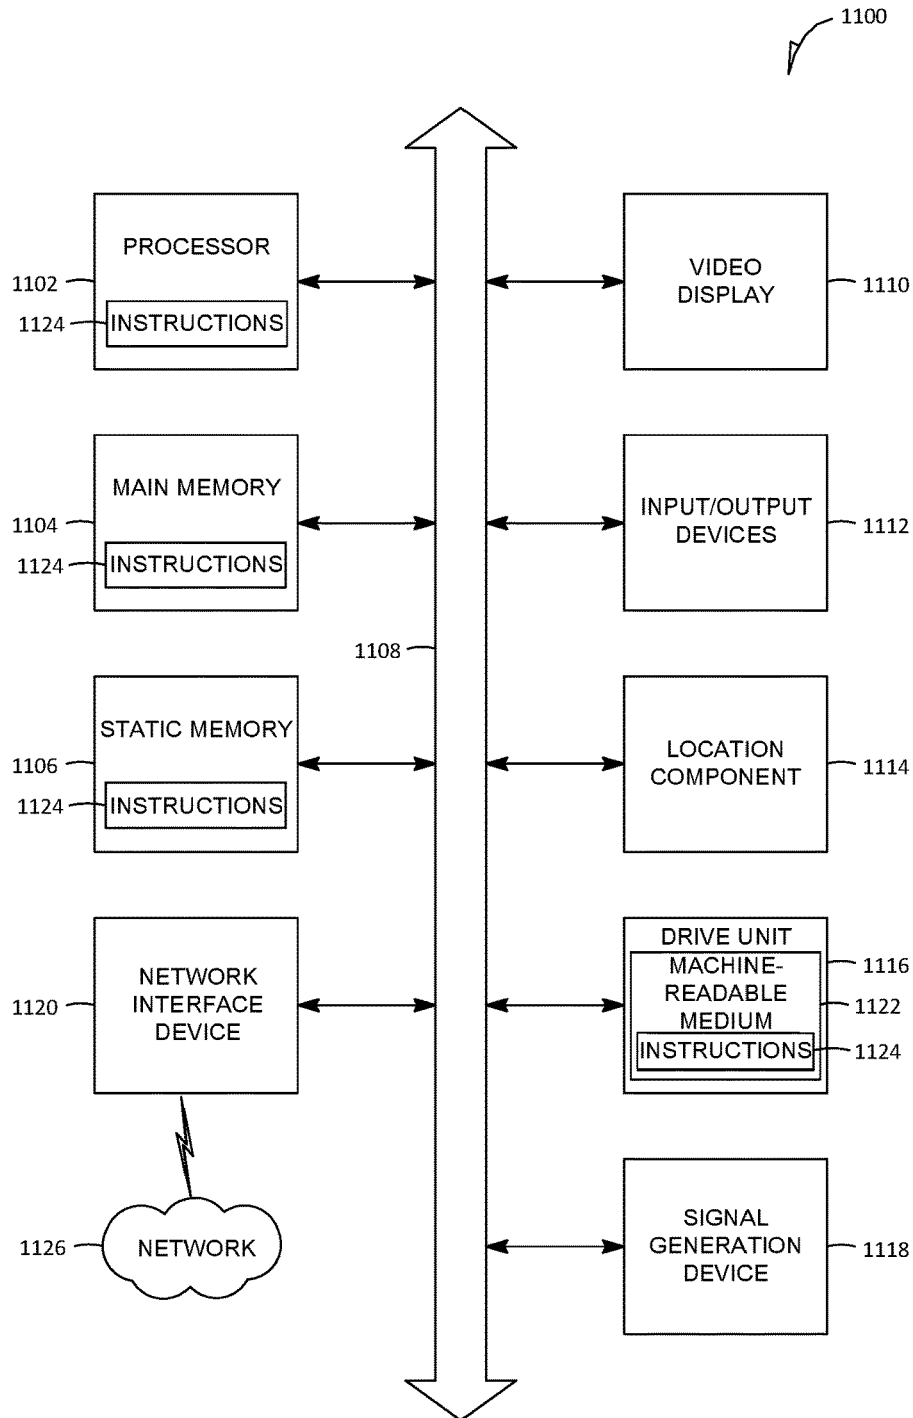 1100
PROCESSOR
1102
1124
INSTRUCTIONS
VIDEO
DISPLAY
1110
MAIN MEMORY
1104
1124
INSTRUCTIONS
INPUT/OUTPUT
DEVICES
1112
1108
STATIC MEMORY
1106
1124
INSTRUCTIONS
LOCATION
COMPONENT
1114
NETWORK
INTERFACE
DEVICE
1120
DRIVE UNIT
MACHINE-
READABLE
MEDIUM
INSTRUCTIONS
1116
1122
1124
NETWORK
1126
SIGNAL
GENERATION
DEVICE
1118